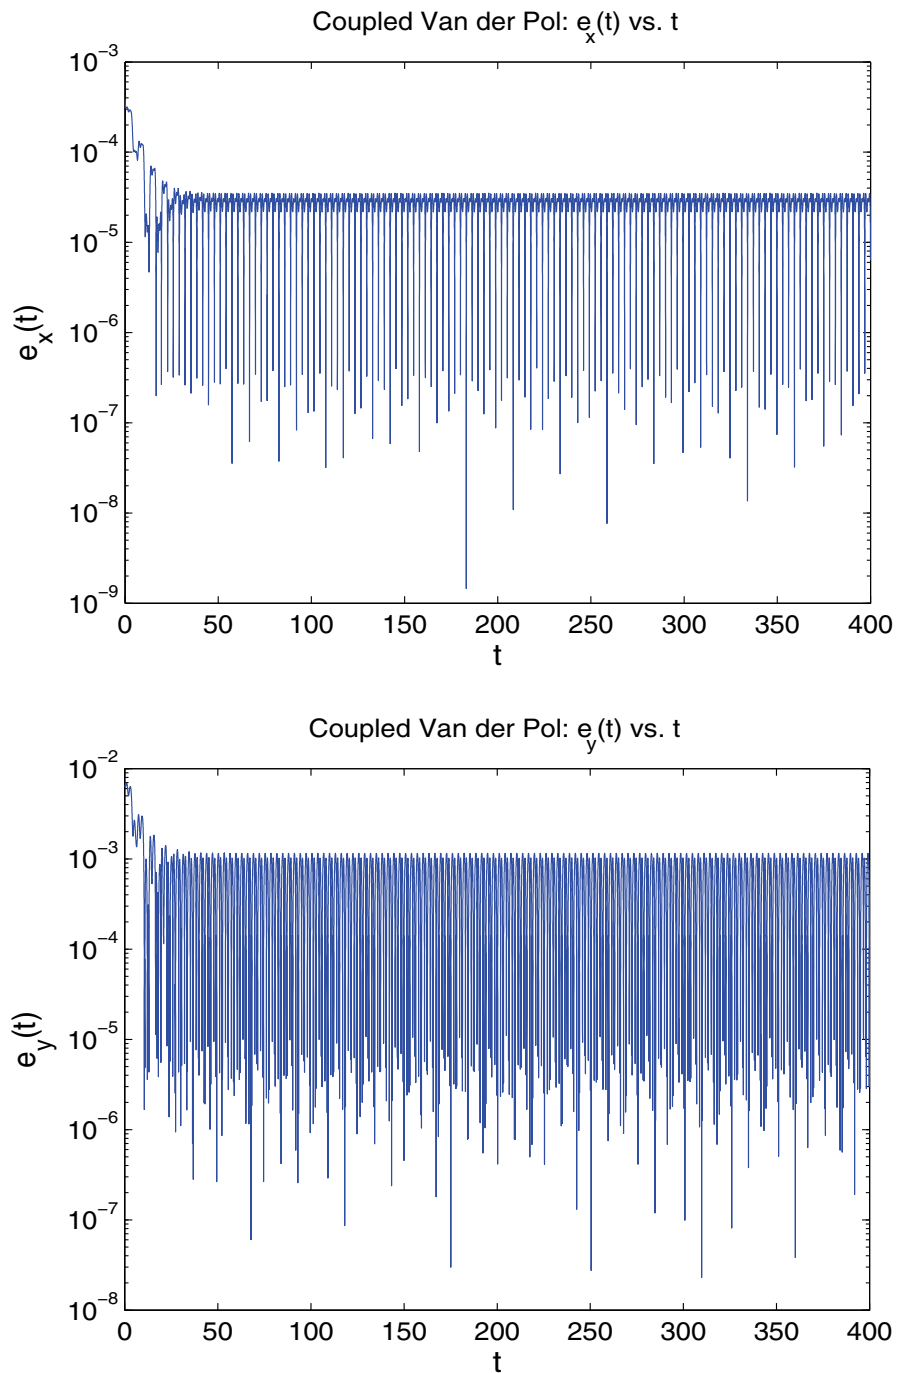 Coupled Van der Pol: e_x(t) vs. t
10^−3
10^−4
10^−5
10^−6
10^−7
10^−8
10^−9
e_x(t)
0 50 100 150 200 250 300 350 400
t
Coupled Van der Pol: e_y(t) vs. t
10^−2
10^−3
10^−4
10^−5
10^−6
10^−7
10^−8
e_y(t)
0 50 100 150 200 250 300 350 400
t